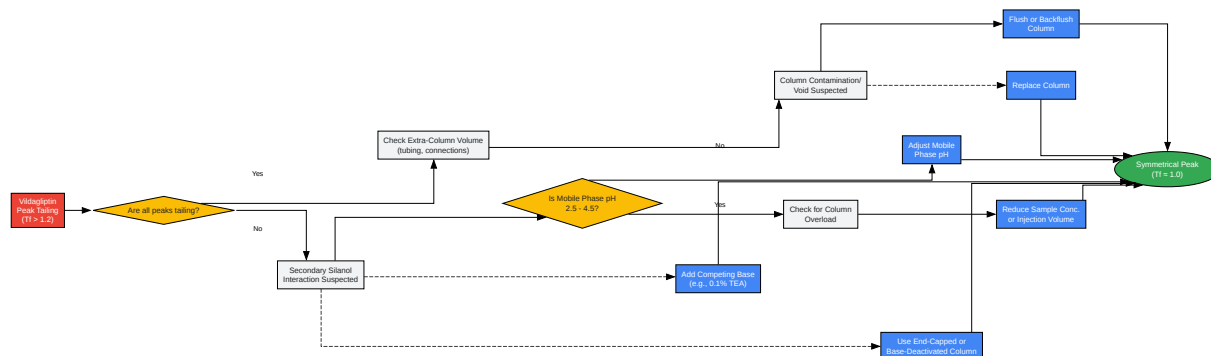 Flush or Backflush
Column
Column Contamination/
Void Suspected
Replace Column
Check Extra-Column Volume
(tubing, connections)
No
Adjust Mobile
Phase pH
Symmetrical Peak
(Tf ≈ 1.0)
Yes
Vildagliptin
Peak Tailing
(Tf > 1.2)
Are all peaks tailing?
Is Mobile Phase pH
2.5 - 4.5?
Yes
Check for Column
Overload
Reduce Sample Conc.
or Injection Volume
No
Secondary Silanol
Interaction Suspected
Add Competing Base
(e.g., 0.1% TEA)
Use End-Capped or
Base-Deactivated Column